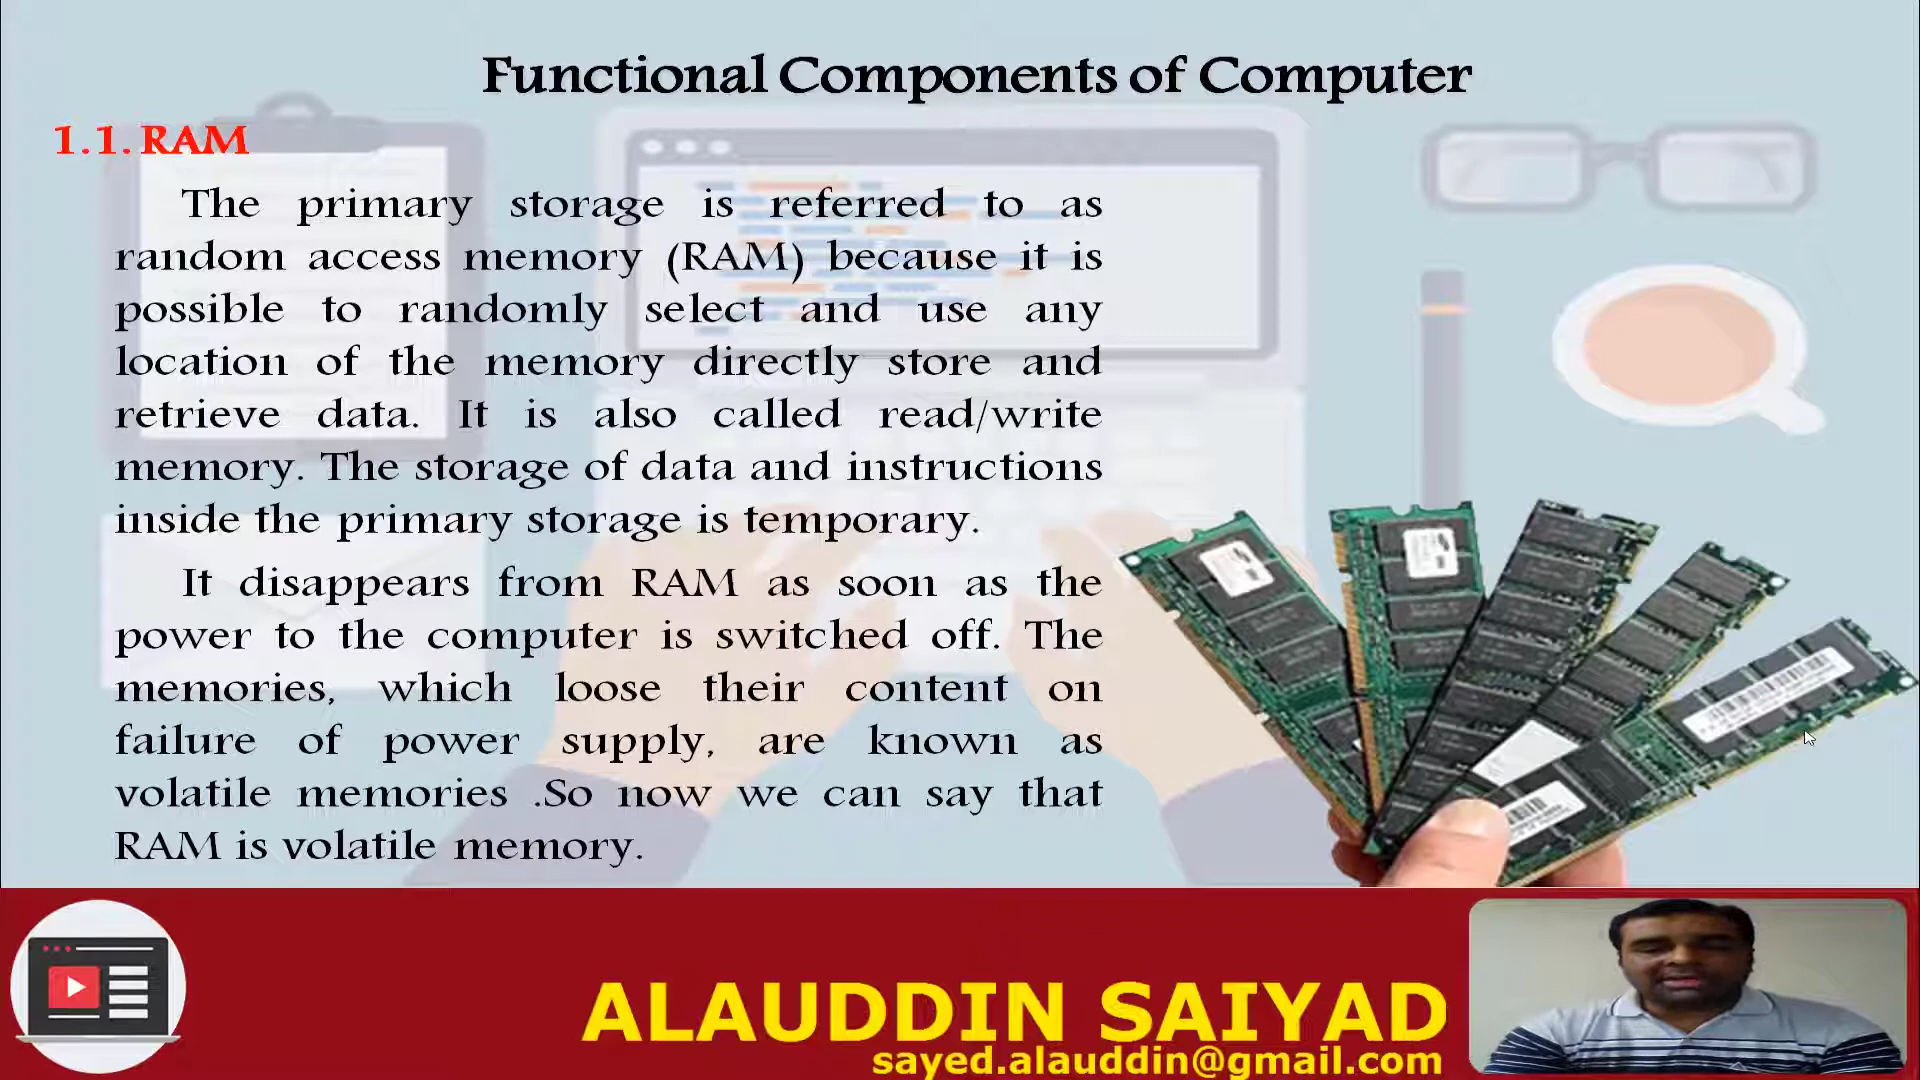 Functional Components of Computer
1.1. RAM
The primary storage is referred to as
random access memory (RAM) because it is
possible to randomly select and use any
location of the memory directly store and
retrieve data. It is also called read/write
memory. The storage of data and instructions
inside the primary storage is temporary.
It disappears from RAM as soon as the
power to the computer is switched off. The
memories, which loose their content on
failure of power supply, are known as
volatile memories .So now we can say that
RAM is volatile memory.
ALAUDDIN SAIYAD
sayed.alauddin@gmail.com